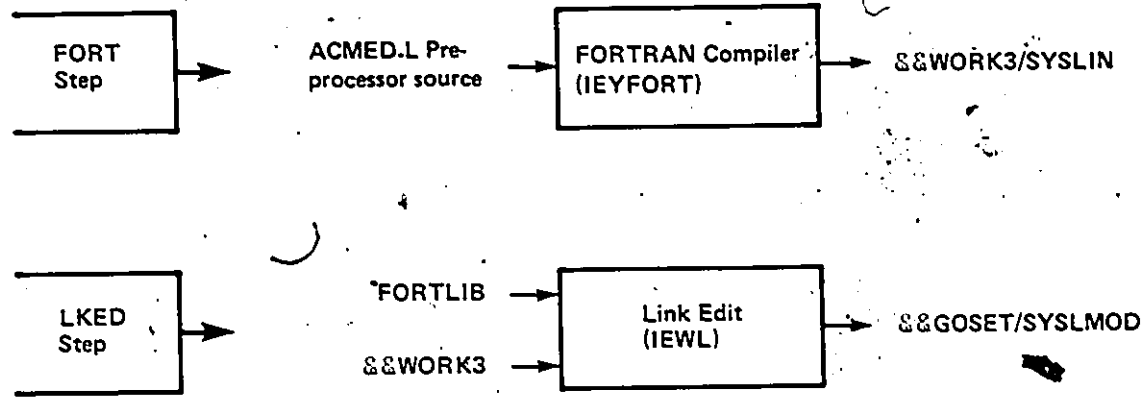 FORT
Step
ACMED.L Pre-
processor source
FORTRAN Compiler
(IEYFORT)
&&WORK3/SYSLIN
LKED
Step
FORTLIB
&&WORK3
Link Edit
(IEWL)
&&GOSET/SYSLMOD